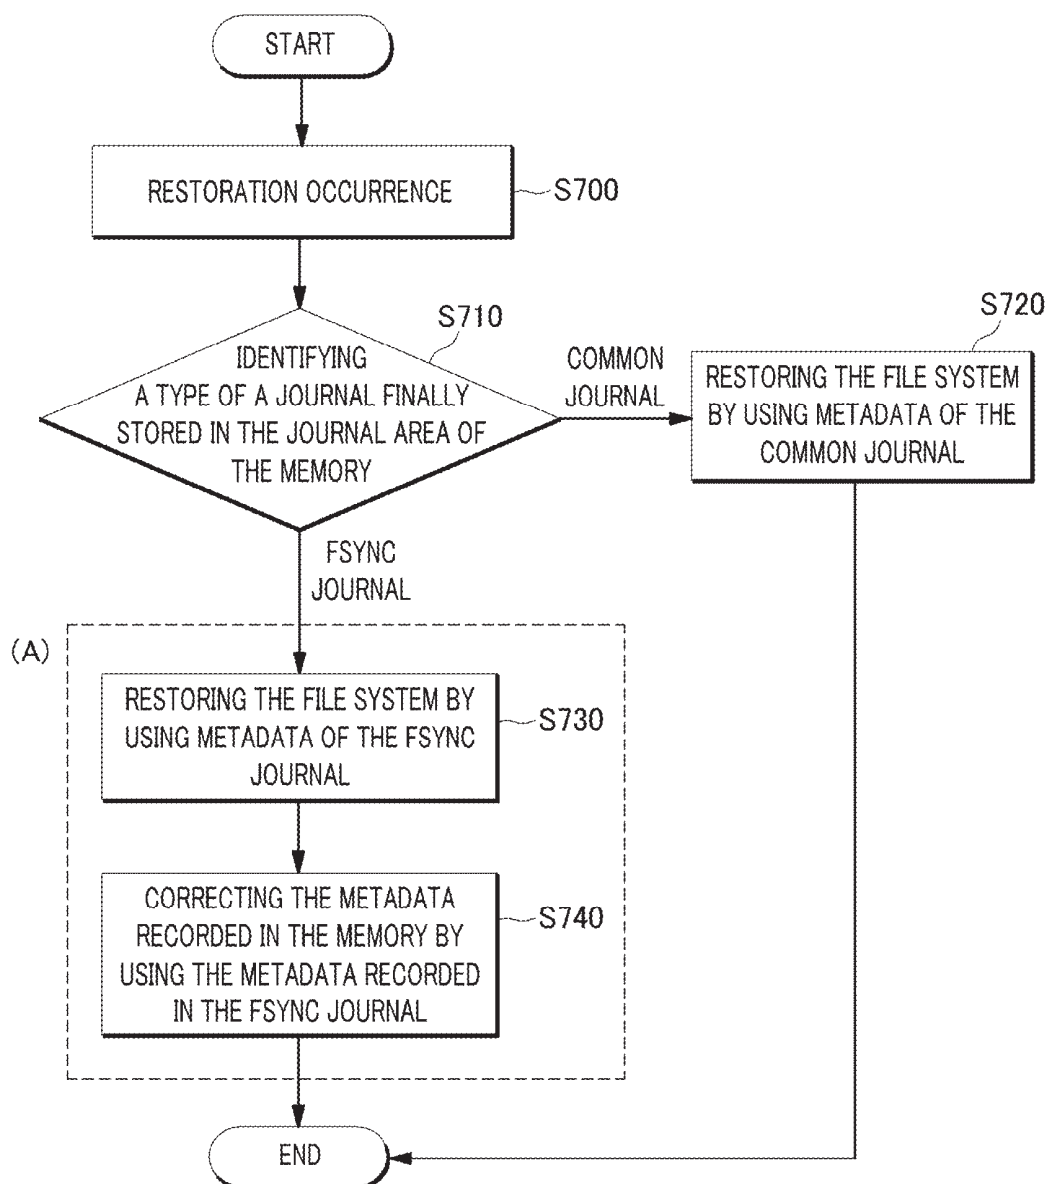 START
RESTORATION OCCURRENCE
S700
S710
IDENTIFYING
A TYPE OF A JOURNAL FINALLY
STORED IN THE JOURNAL AREA OF
THE MEMORY
COMMON
JOURNAL
S720
RESTORING THE FILE SYSTEM
BY USING METADATA OF THE
COMMON JOURNAL
FSYNC
JOURNAL
(A)
RESTORING THE FILE SYSTEM BY
USING METADATA OF THE FSYNC
JOURNAL
S730
CORRECTING THE METADATA
RECORDED IN THE MEMORY BY
USING THE METADATA RECORDED
IN THE FSYNC JOURNAL
S740
END